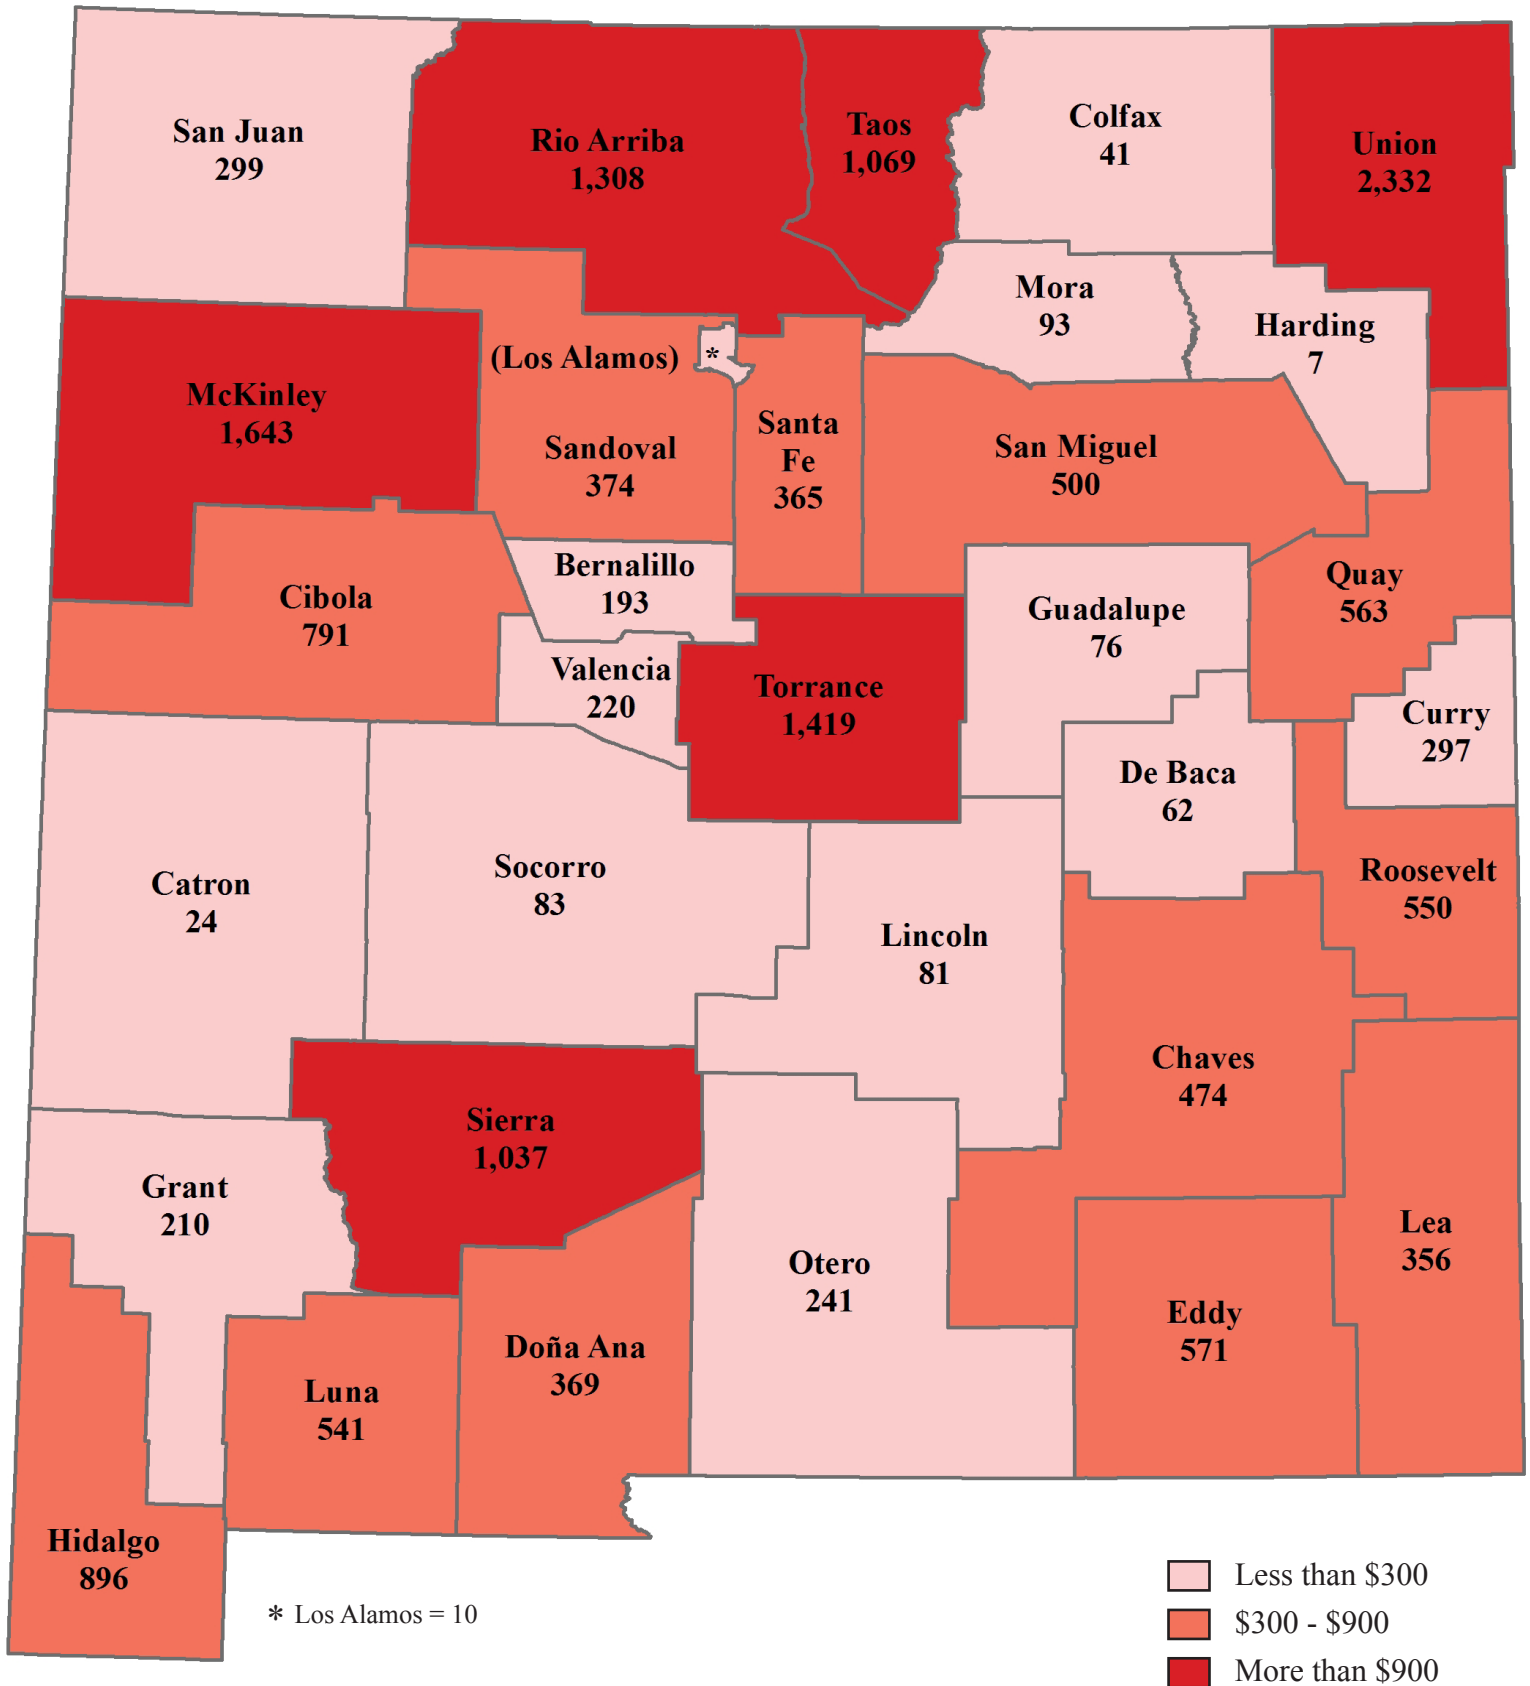 San Juan
299
Rio Arriba
1,308
Taos
1,069
Colfax
41
Union
2,332
Mora
93
Harding
7
(Los Alamos)
*
McKinley
1,643
Sandoval
374
Santa
Fe
365
San Miguel
500
Bernalillo
193
Cibola
791
Guadalupe
76
Quay
563
Valencia
220
Torrance
1,419
Curry
297
De Baca
62
Catron
24
Socorro
83
Roosevelt
550
Lincoln
81
Chaves
474
Sierra
1,037
Grant
210
Lea
356
Otero
241
Eddy
571
Doña Ana
369
Luna
541
Hidalgo
896
* Los Alamos = 10
Less than $300
$300 - $900
More than $900